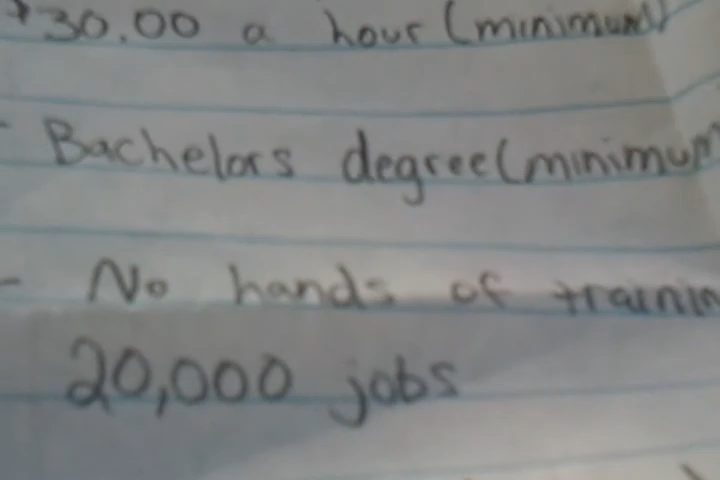 $30.00 a hour (minimum)
- Bachelors degree (minimum
- No hands of trainin
20,000 jobs